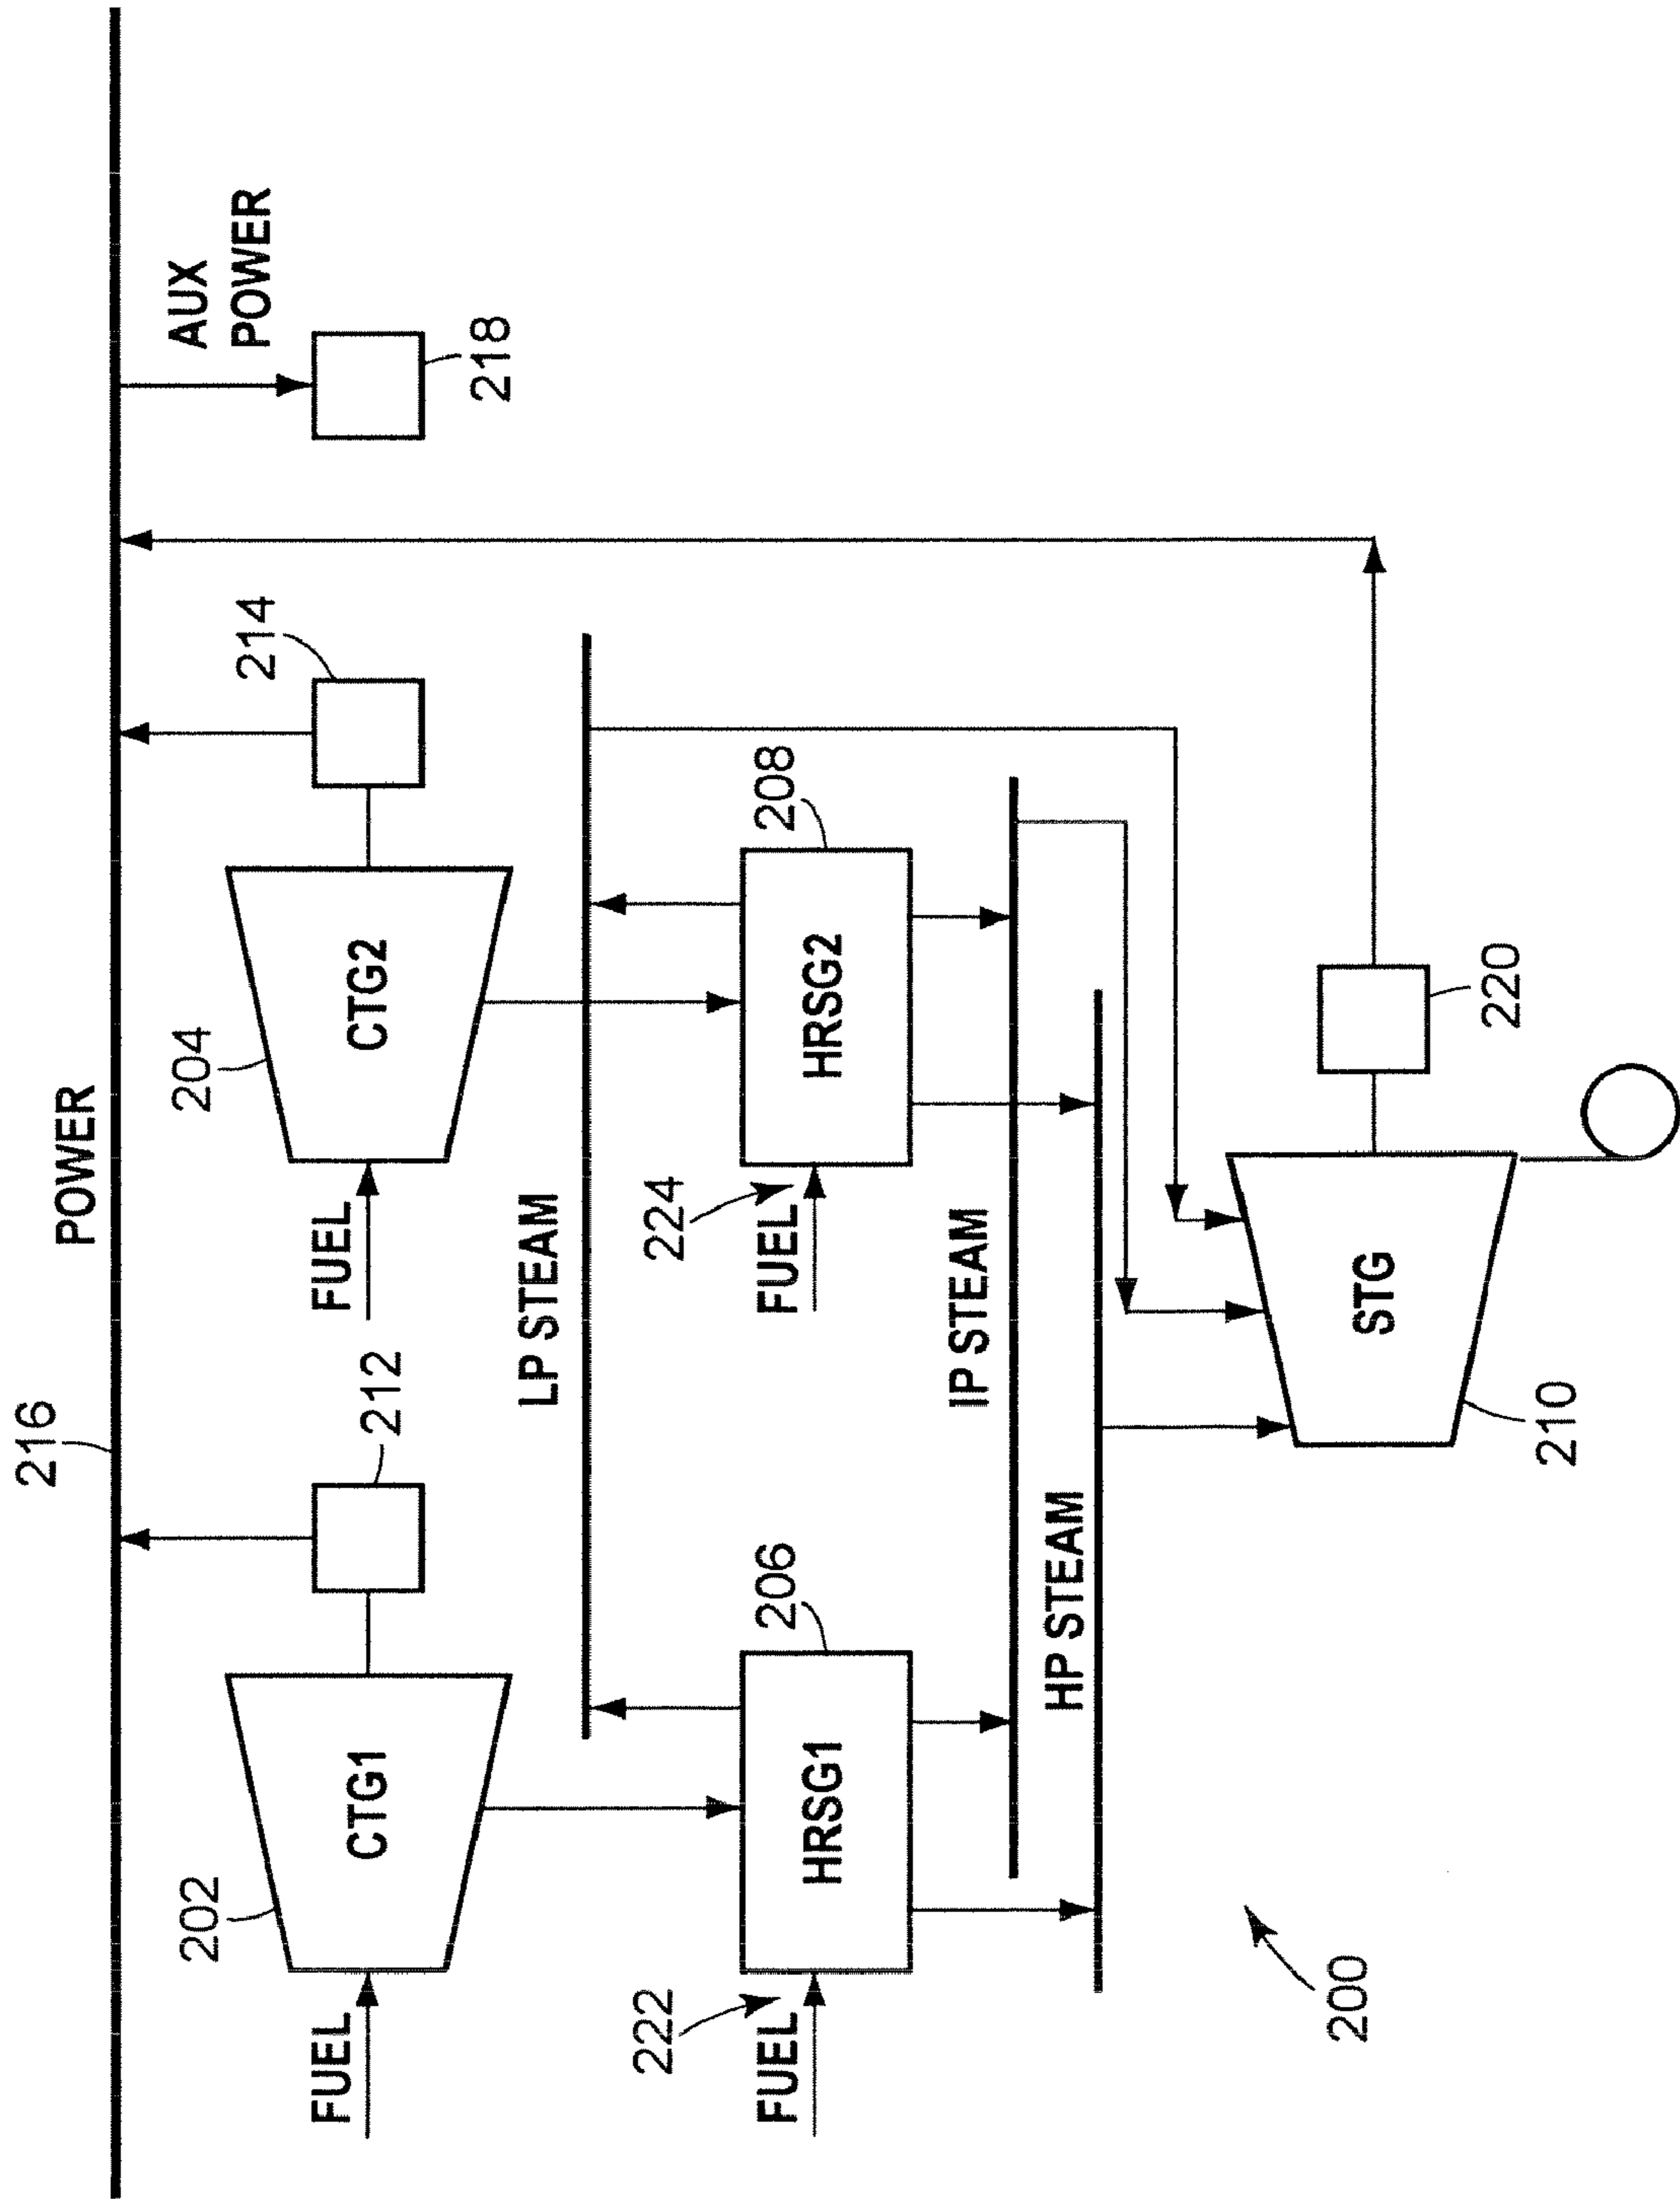 216
POWER
AUX
POWER
202
204
214
212
CTG1
CTG2
FUEL
FUEL
218
LP STEAM
222
206
224
208
FUEL
HRSG1
FUEL
HRSG2
IP STEAM
HP STEAM
200
STG
220
210